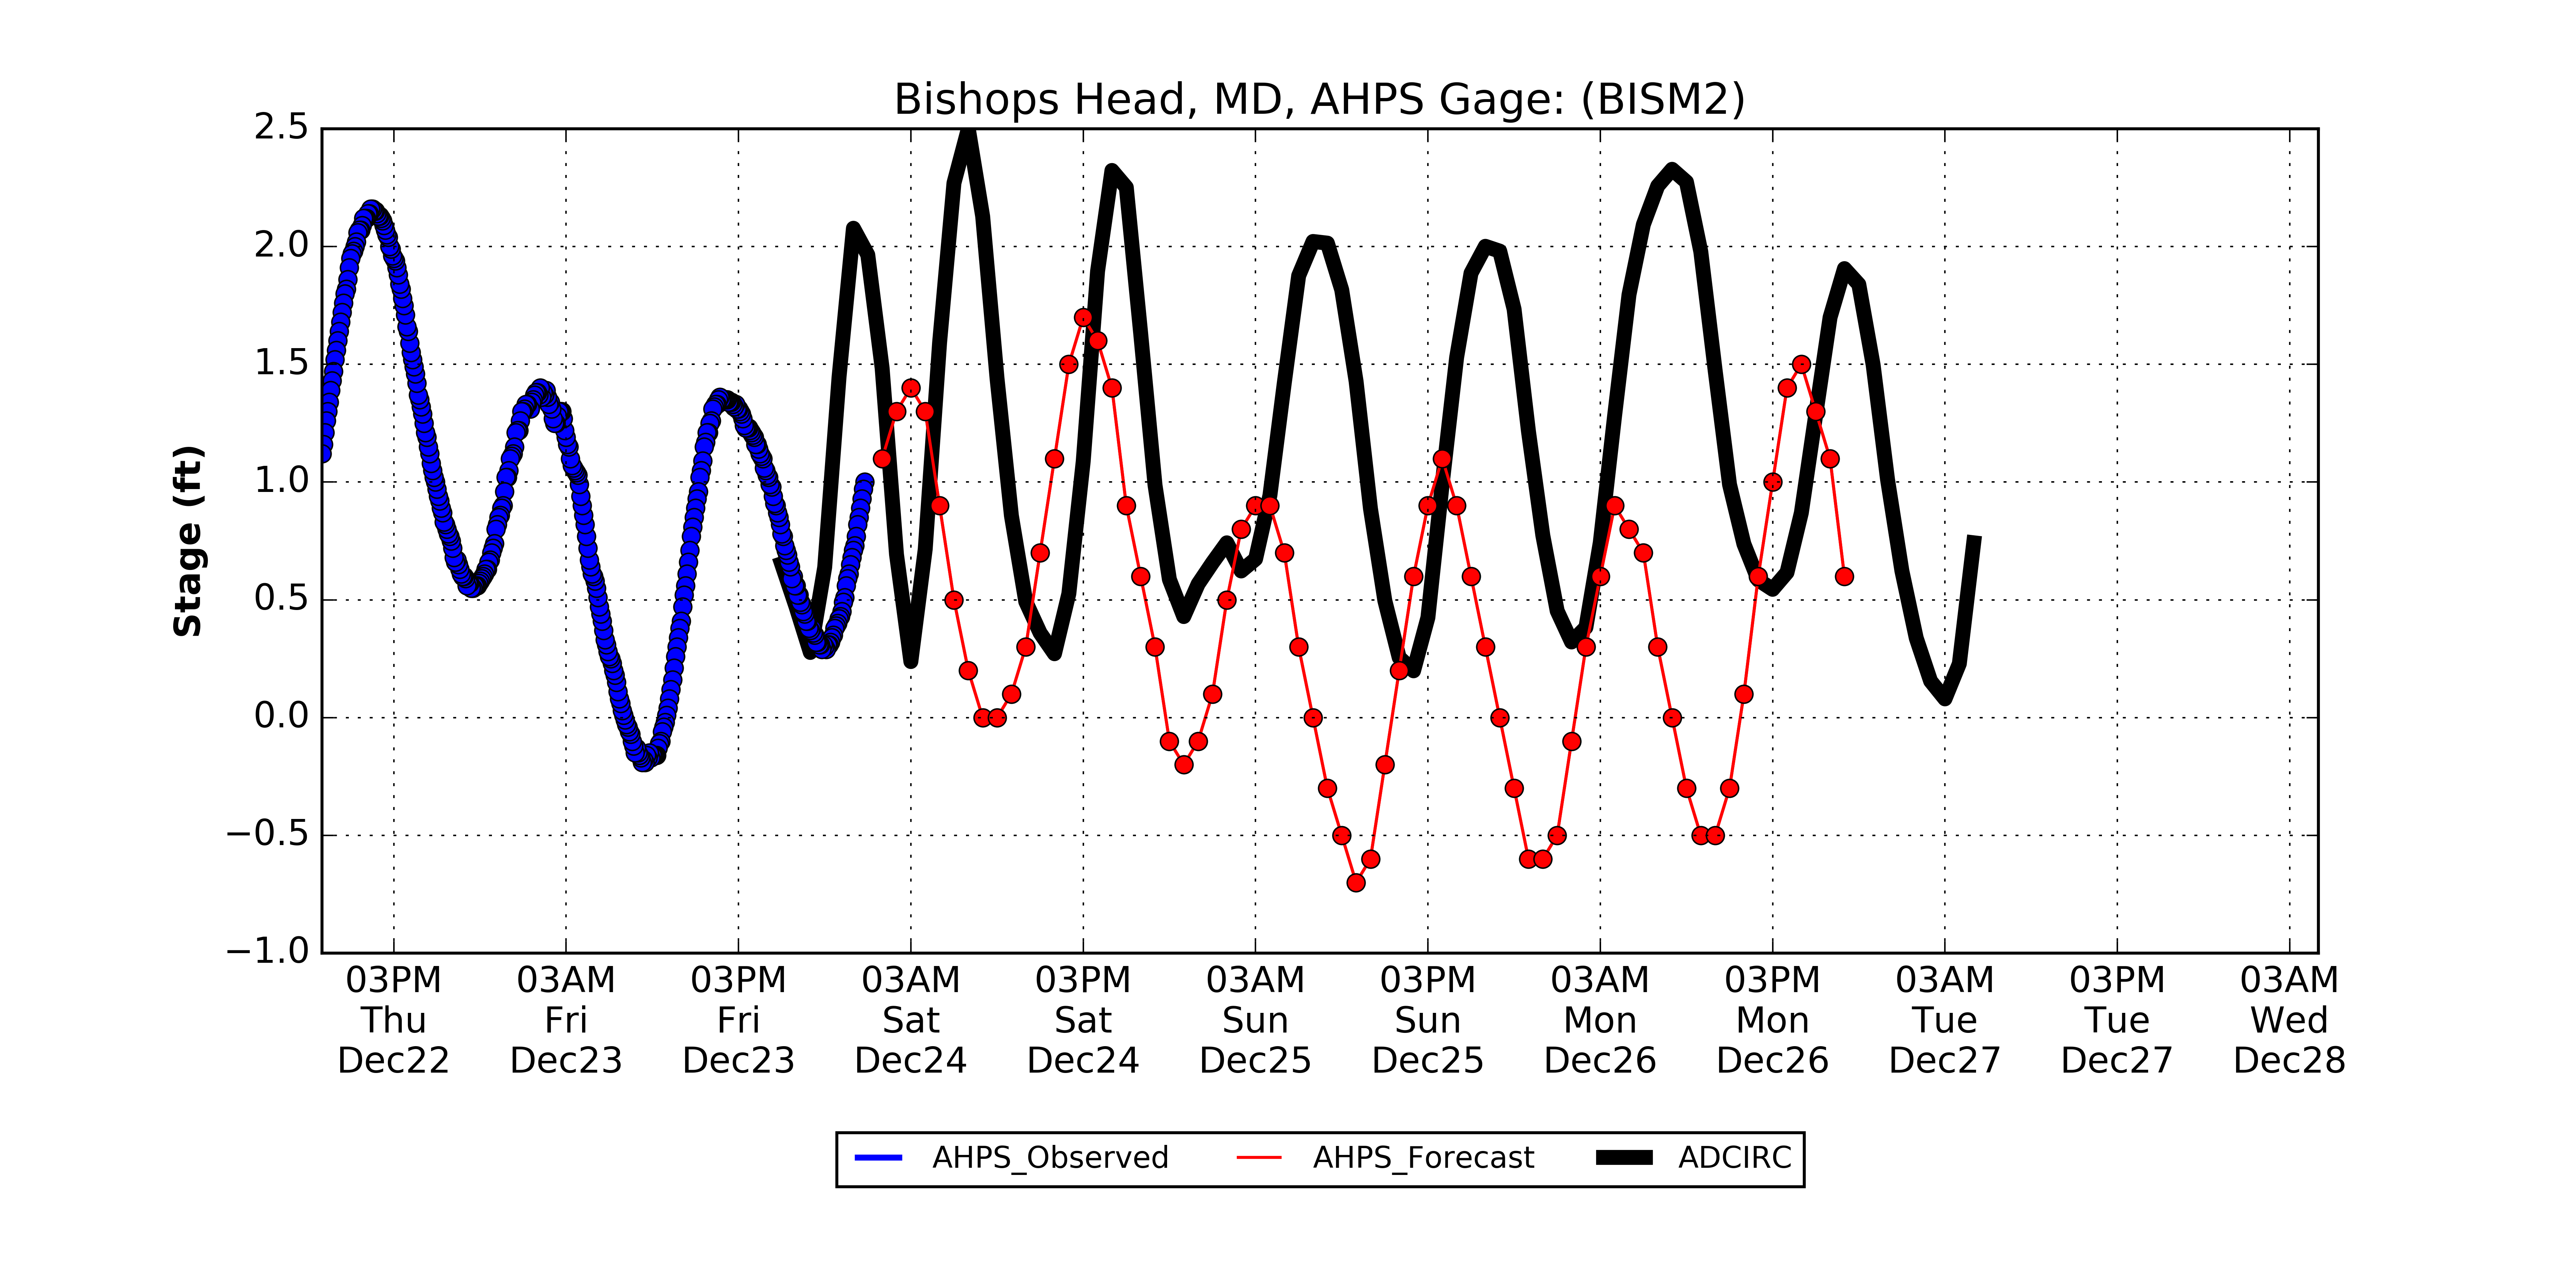 Bishops Head, MD, AHPS Gage: (BISM2)
2.5
2.0
1.5
1.0
0.5
0.0
−0.5
−1.0
Stage (ft)
03PM 03AM 03PM 03AM 03PM 03AM 03PM 03AM 03PM 03AM 03PM 03AM
Thu Fri Fri Sat Sat Sun Sun Mon Mon Tue Tue Wed
Dec22 Dec23 Dec23 Dec24 Dec24 Dec25 Dec25 Dec26 Dec26 Dec27 Dec27 Dec28
AHPS_Observed AHPS_Forecast ADCIRC